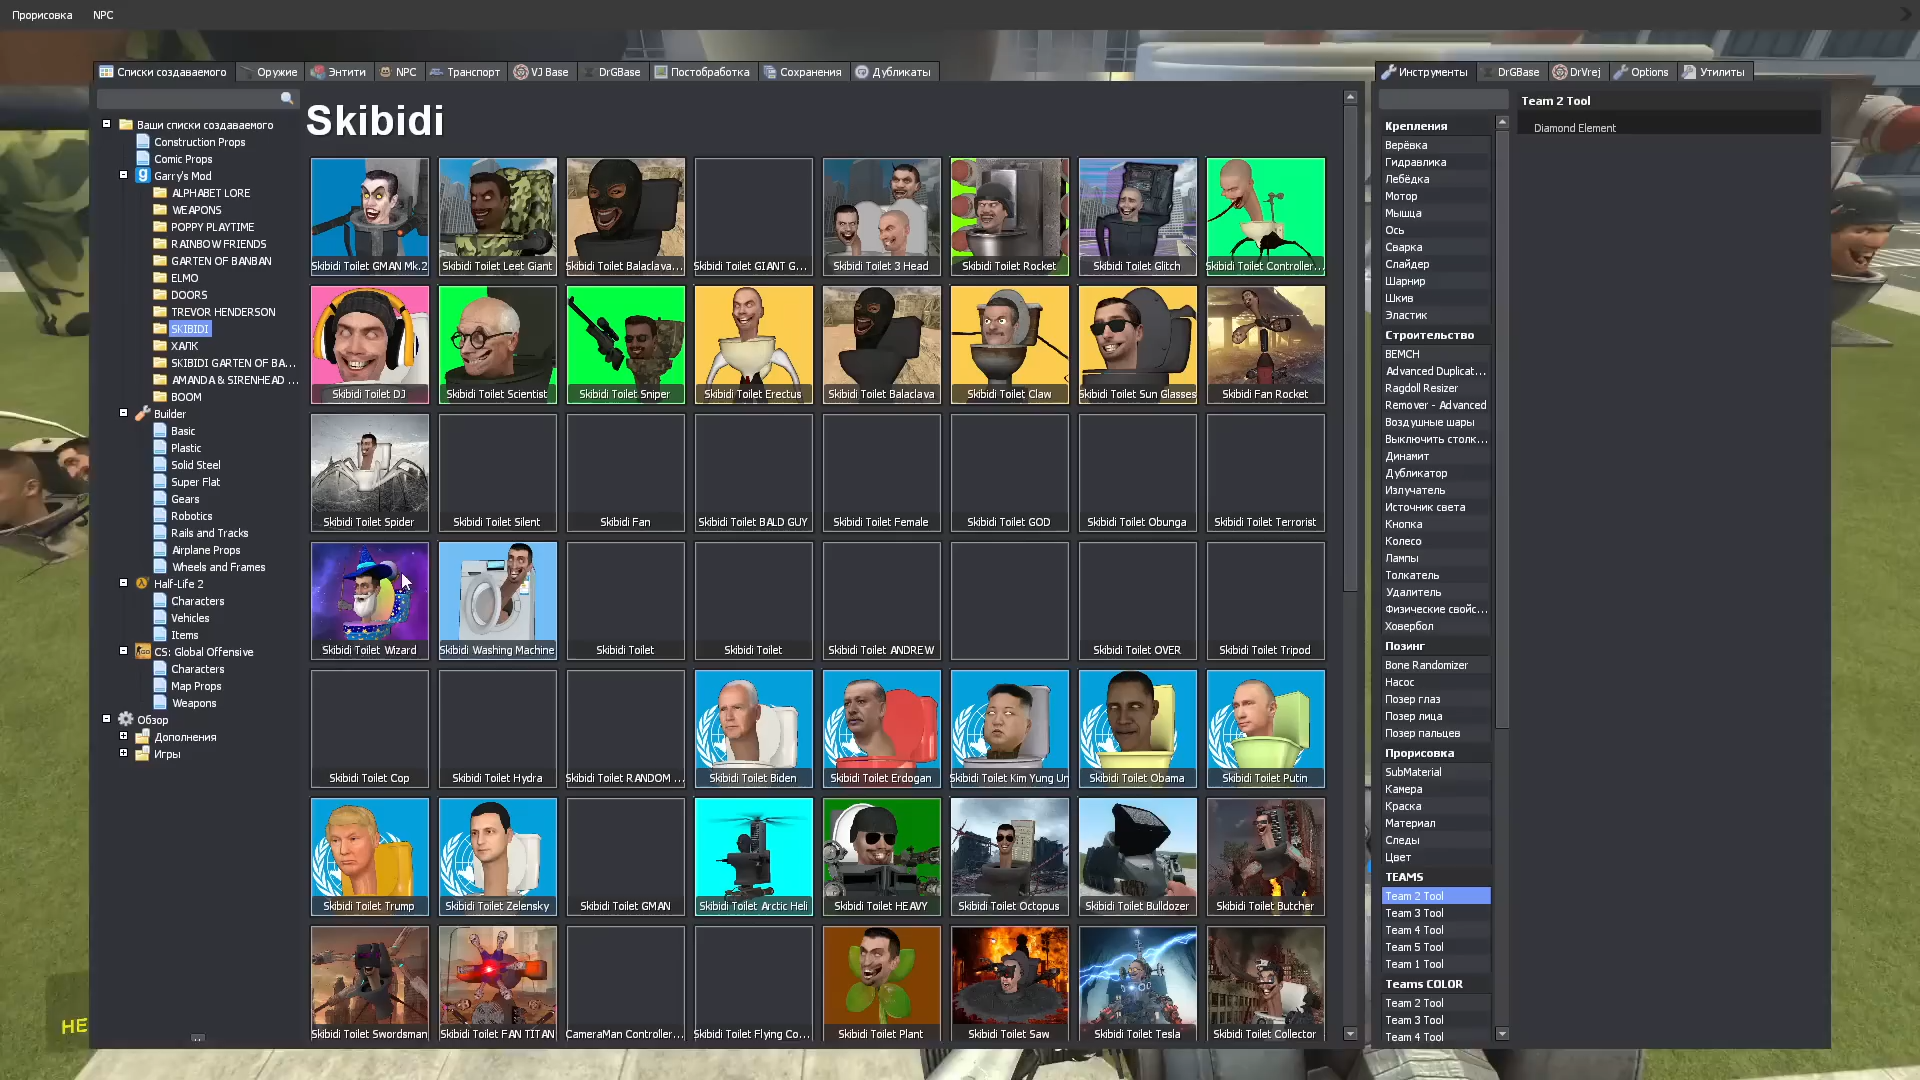 Прорисовка
NPC
Списки создаваемого
Оружие
Энтити
NPC
Транспорт
VJ Base
DrGBase
Постобработка
Сохранения
Дубликаты
Инструменты
DrGBase
DrVrej
Options
Утилиты
Ваши списки создаваемого
Construction Props
Comic Props
Garry's Mod
ALPHABET LORE
WEAPONS
POPPY PLAYTIME
RAINBOW FRIENDS
GARTEN OF BANBAN
ELMO
DOORS
TREVOR HENDERSON
SKIBIDI
ХАЛК
SKIBIDI GARTEN OF BA...
AMANDA & SIRENHEAD ...
BOOM
Builder
Basic
Plastic
Solid Steel
Super Flat
Gears
Robotics
Rails and Tracks
Airplane Props
Wheels and Frames
Half-Life 2
Characters
Vehicles
Items
CS: Global Offensive
Characters
Map Props
Weapons
Обзор
Дополнения
Игры
HE
Skibidi
Skibidi Toilet GMAN Mk.2
Skibidi Toilet Leet Giant
Skibidi Toilet Balaclava...
Skibidi Toilet GIANT G...
Skibidi Toilet 3 Head
Skibidi Toilet Rocket
Skibidi Toilet Glitch
Skibidi Toilet Controller...
Skibidi Toilet DJ
Skibidi Toilet Scientist
Skibidi Toilet Sniper
Skibidi Toilet Erectus
Skibidi Toilet Balaclava
Skibidi Toilet Claw
Skibidi Toilet Sun Glasses
Skibidi Fan Rocket
Skibidi Toilet Spider
Skibidi Toilet Silent
Skibidi Fan
Skibidi Toilet BALD GUY
Skibidi Toilet Female
Skibidi Toilet GOD
Skibidi Toilet Obunga
Skibidi Toilet Terrorist
Skibidi Toilet Wizard
Skibidi Washing Machine
Skibidi Toilet
Skibidi Toilet
Skibidi Toilet ANDREW
Skibidi Toilet OVER
Skibidi Toilet Tripod
Skibidi Toilet Cop
Skibidi Toilet Hydra
Skibidi Toilet RANDOM ...
Skibidi Toilet Biden
Skibidi Toilet Erdogan
Skibidi Toilet Kim Yung Un
Skibidi Toilet Obama
Skibidi Toilet Putin
Skibidi Toilet Trump
Skibidi Toilet Zelensky
Skibidi Toilet GMAN
Skibidi Toilet Arctic Heli
Skibidi Toilet HEAVY
Skibidi Toilet Octopus
Skibidi Toilet Bulldozer
Skibidi Toilet Butcher
Skibidi Toilet Swordsman
Skibidi Toilet FAN TITAN
CameraMan Controller...
Skibidi Toilet Flying Co...
Skibidi Toilet Plant
Skibidi Toilet Saw
Skibidi Toilet Tesla
Skibidi Toilet Collector
Крепления
Верёвка
Гидравлика
Лебёдка
Мотор
Мышца
Ось
Сварка
Слайдер
Шарнир
Шкив
Эластик
Строительство
BEMCH
Advanced Duplicat...
Ragdoll Resizer
Remover - Advanced
Воздушные шары
Выключить столк...
Динамит
Дубликатор
Излучатель
Источник света
Кнопка
Колесо
Лампы
Толкатель
Удалитель
Физические свойс...
Ховербол
Позинг
Bone Randomizer
Насос
Позер глаз
Позер лица
Позер пальцев
Прорисовка
SubMaterial
Камера
Краска
Материал
Следы
Цвет
TEAMS
Team 2 Tool
Team 3 Tool
Team 4 Tool
Team 5 Tool
Team 1 Tool
Teams COLOR
Team 2 Tool
Team 3 Tool
Team 4 Tool
Team 2 Tool
Diamond Element